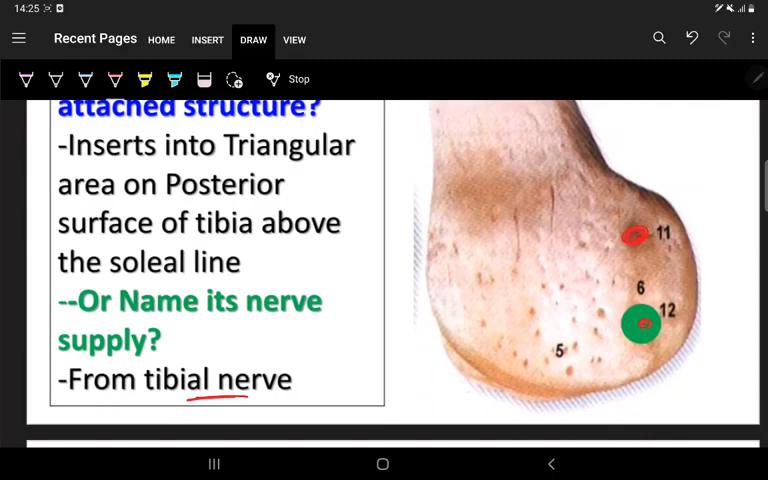 14:25
Recent Pages HOME INSERT DRAW VIEW
Stop
attached structure?
-Inserts into Triangular
area on Posterior
surface of tibia above
the soleal line
--Or Name its nerve
supply?
-From tibial nerve
11
6
12
5